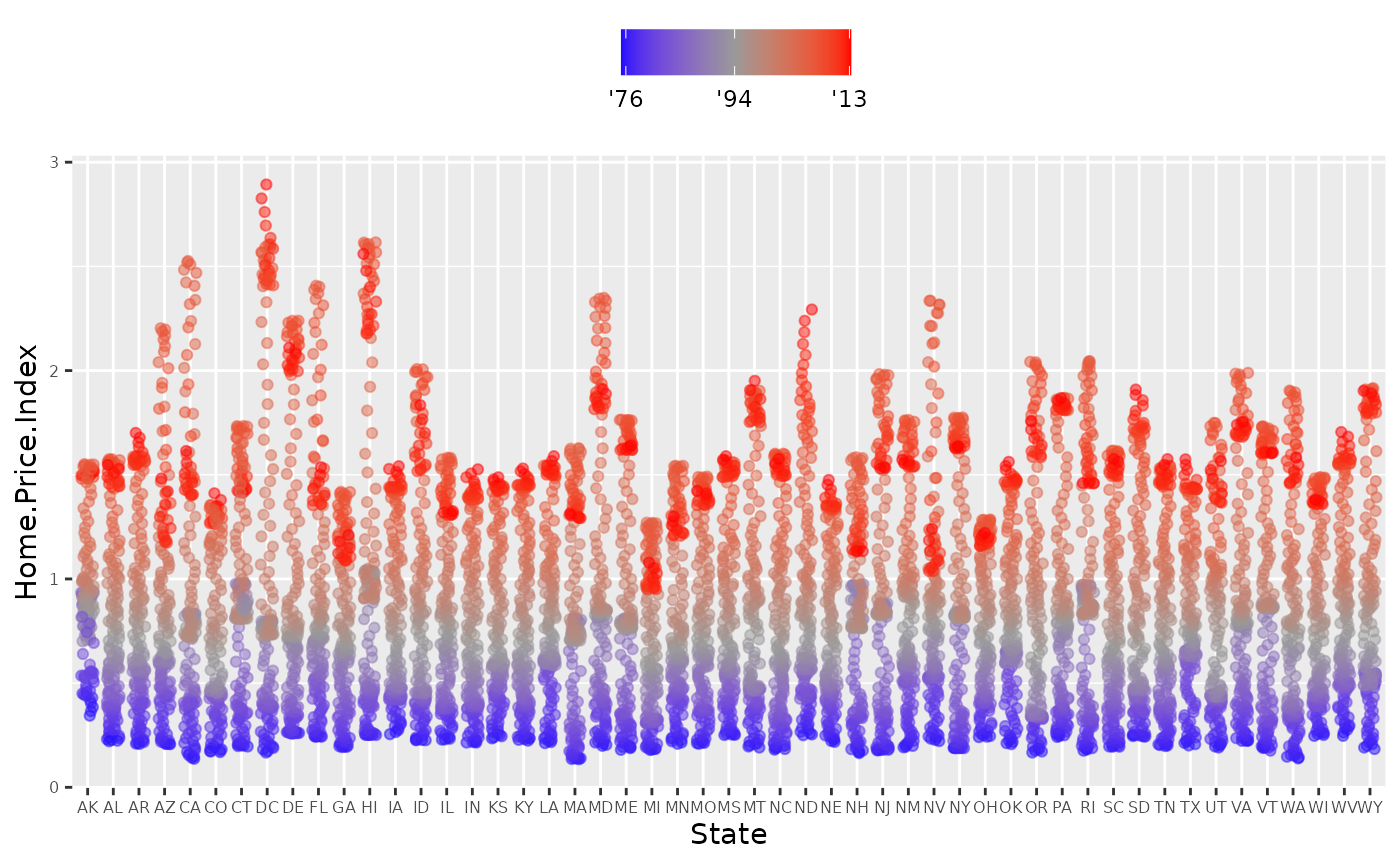 '76 '94 '13
3
2
1
0
Home.Price.Index
AK AL AR AZ CA CO CT DC DE FL GA HI IA ID IL IN KS KY LA MA MD ME MI MN MO MS MT NC ND NE NH NJ NM NV NY OH OK OR PA RI SC SD TN TX UT VA VT WA WI WV WY
State